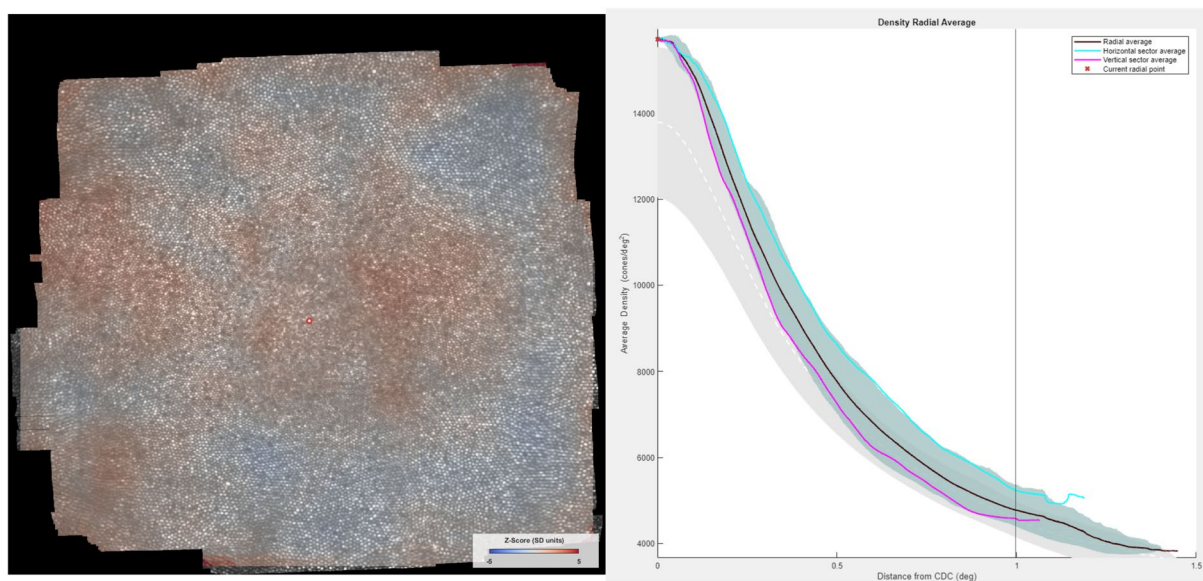 Z-Score (SD units)
-5 5
Density Radial Average
Radial average
Horizontal sector average
Vertical sector average
Current radial point
Average Density (cones/deg²)
14000
12000
10000
8000
6000
4000
0 0.5 1 1.5
Distance from CDC (deg)